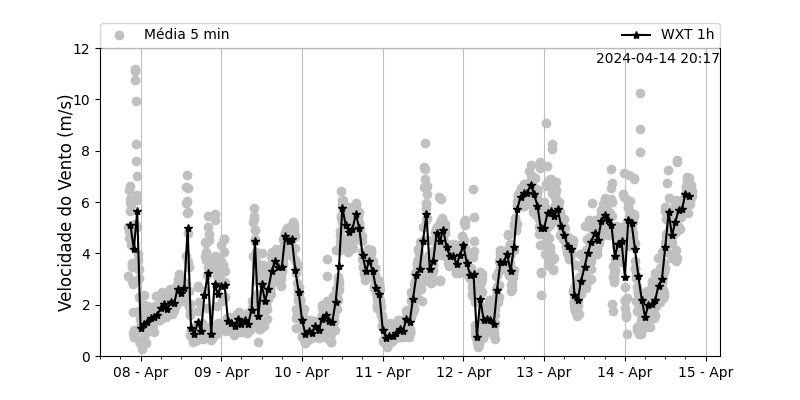 Média 5 min
WXT 1h
2024-04-14 20:17
Velocidade do Vento (m/s)
12
10
8
6
4
2
0
08 - Apr 09 - Apr 10 - Apr 11 - Apr 12 - Apr 13 - Apr 14 - Apr 15 - Apr